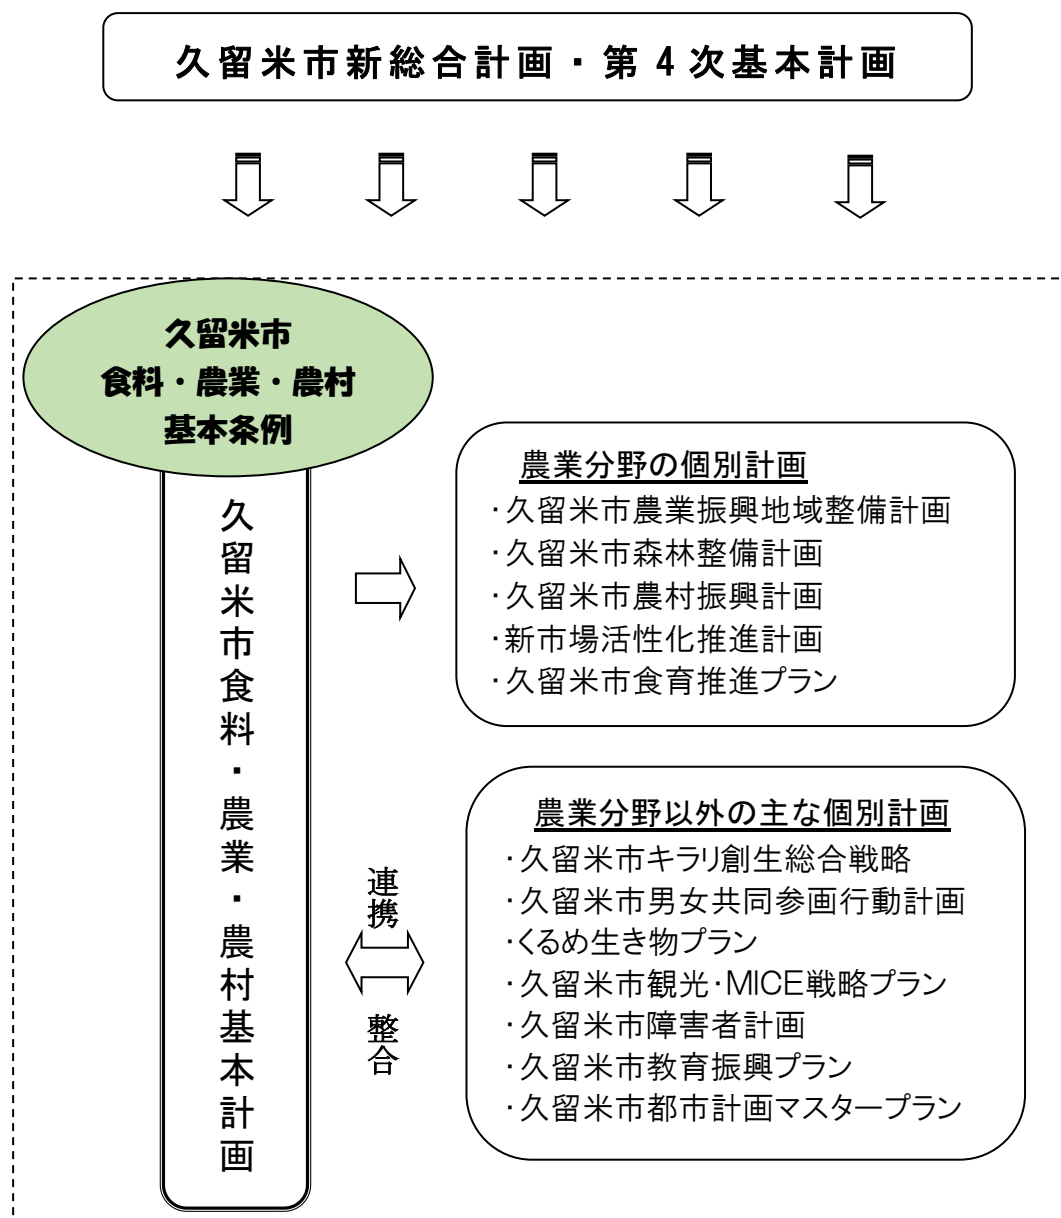 久留米市新総合計画・第4次基本計画
久留米市
食料・農業・農村
基本条例
久留米市食料・農業・農村基本計画
農業分野の個別計画
・久留米市農業振興地域整備計画
・久留米市森林整備計画
・久留米市農村振興計画
・新市場活性化推進計画
・久留米市食育推進プラン
連携
整合
農業分野以外の主な個別計画
・久留米市キラリ創生総合戦略
・久留米市男女共同参画行動計画
・くるめ生き物プラン
・久留米市観光・MICE戦略プラン
・久留米市障害者計画
・久留米市教育振興プラン
・久留米市都市計画マスタープラン